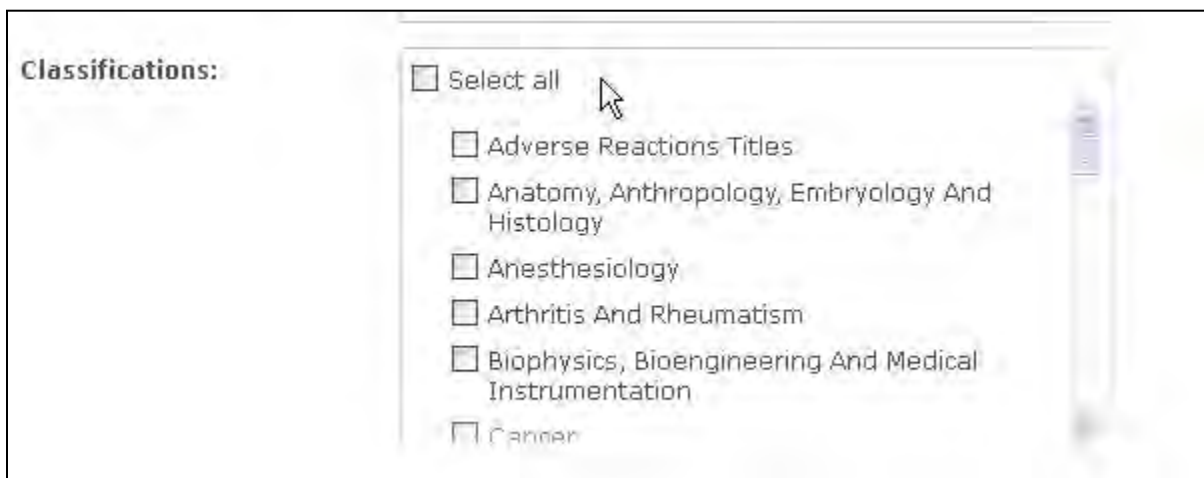 Classifications:
Select all
Adverse Reactions Titles
Anatomy, Anthropology, Embryology And
Histology
Anesthesiology
Arthritis And Rheumatism
Biophysics, Bioengineering And Medical
Instrumentation
Cancer